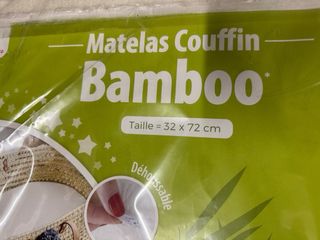 Matelas Couffin
Bamboo*
Taille = 32 x 72 cm
Déhoussable